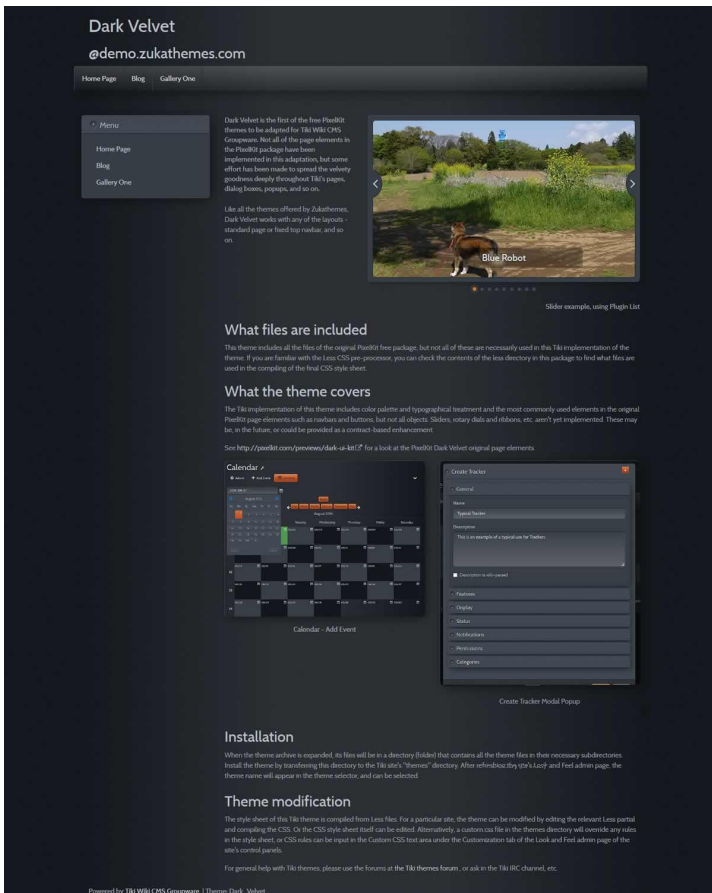 Dark Velvet
@demo.zukathemes.com
Home Page Blog Gallery One
Menu
Home Page
Blog
Gallery One
Dark Velvet is the first of the free PixelKit
themes to be adapted for Tiki Wiki CMS
Groupware. Not all of the page elements in
the PixelKit package have been
implemented in this adaptation, but some
effort has been made to spread the velvety
goodness deeply throughout Tiki's pages,
dialog boxes, popups, and so on.
Like all the themes offered by Zukathemes,
Dark Velvet works with any of the layouts -
standard page or fixed top navbar, and so
on.
Blue Robot
Slider example, using Plugin List
What files are included
This theme includes all the files of the original PixelKit free package, but not all of these are necessarily used in this Tiki implementation of the
theme. If you are familiar with the Less CSS pre-processor, you can check the contents of the less directory in this package to find what files are
used in the compiling of the final CSS style sheet.
What the theme covers
The Tiki implementation of this theme includes color palette and typographical treatment and the most commonly used elements in the original
PixelKit page elements such as navbars and buttons, but not all objects. Sliders, rotary dials and ribbons, etc. aren't yet implemented. These may
be, in the future, or could be provided as a contract-based enhancement.
See http://pixelkit.com/previews/dark-ui-kit for a look at the PixelKit Dark Velvet original page elements.
Calendar
Add Event
August 2014
Calendar - Add Event
Create Tracker
General
Name
Typical Tracker
Description
This is an example of a typical use for Trackers.
Description is wiki-parsed
Features
Display
Status
Notifications
Permissions
Categories
Create Tracker Modal Popup
Installation
When the theme archive is expanded, its files will be in a directory (folder) that contains all the theme files in their necessary subdirectories.
Install the theme by transferring this directory to the Tiki site's "themes" directory. After refreshing the site's Look and Feel admin page, the
theme name will appear in the theme selector, and can be selected.
Theme modification
The style sheet of this Tiki theme is compiled from Less files. For a particular site, the theme can be modified by editing the relevant Less partial
and compiling the CSS. Or the CSS style sheet itself can be edited. Alternatively, a custom.css file in the themes directory will override any rules
in the style sheet, or CSS rules can be input in the Custom CSS text area under the Customization tab of the Look and Feel admin page of the
site's control panels.
For general help with Tiki themes, please use the forums at the Tiki themes forum , or ask in the Tiki IRC channel, etc.
Powered by Tiki Wiki CMS Groupware | Theme: Dark_Velvet